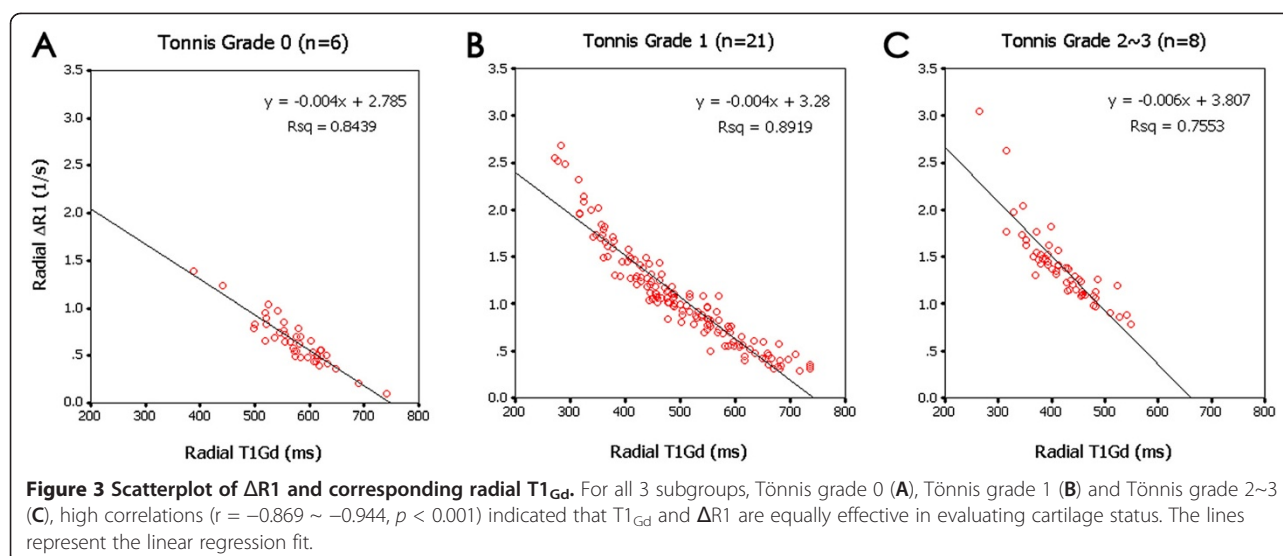 A
Tonnis Grade 0 (n=6)
3.5
3.0
2.5
2.0
1.5
1.0
.5
0.0
Radial ΔR1 (1/s)
y = -0.004x + 2.785
Rsq = 0.8439
200 300 400 500 600 700 800
Radial T1Gd (ms)
B
Tonnis Grade 1 (n=21)
3.5
3.0
2.5
2.0
1.5
1.0
.5
0.0
y = -0.004x + 3.28
Rsq = 0.8919
200 300 400 500 600 700 800
Radial T1Gd (ms)
C
Tonnis Grade 2~3 (n=8)
3.5
3.0
2.5
2.0
1.5
1.0
.5
0.0
y = -0.006x + 3.807
Rsq = 0.7553
200 300 400 500 600 700 800
Radial T1Gd (ms)
Figure 3 Scatterplot of ΔR1 and corresponding radial T1Gd. For all 3 subgroups, Tönnis grade 0 (A), Tönnis grade 1 (B) and Tönnis grade 2~3
(C), high correlations (r = −0.869 ~ −0.944, p < 0.001) indicated that T1Gd and ΔR1 are equally effective in evaluating cartilage status. The lines
represent the linear regression fit.